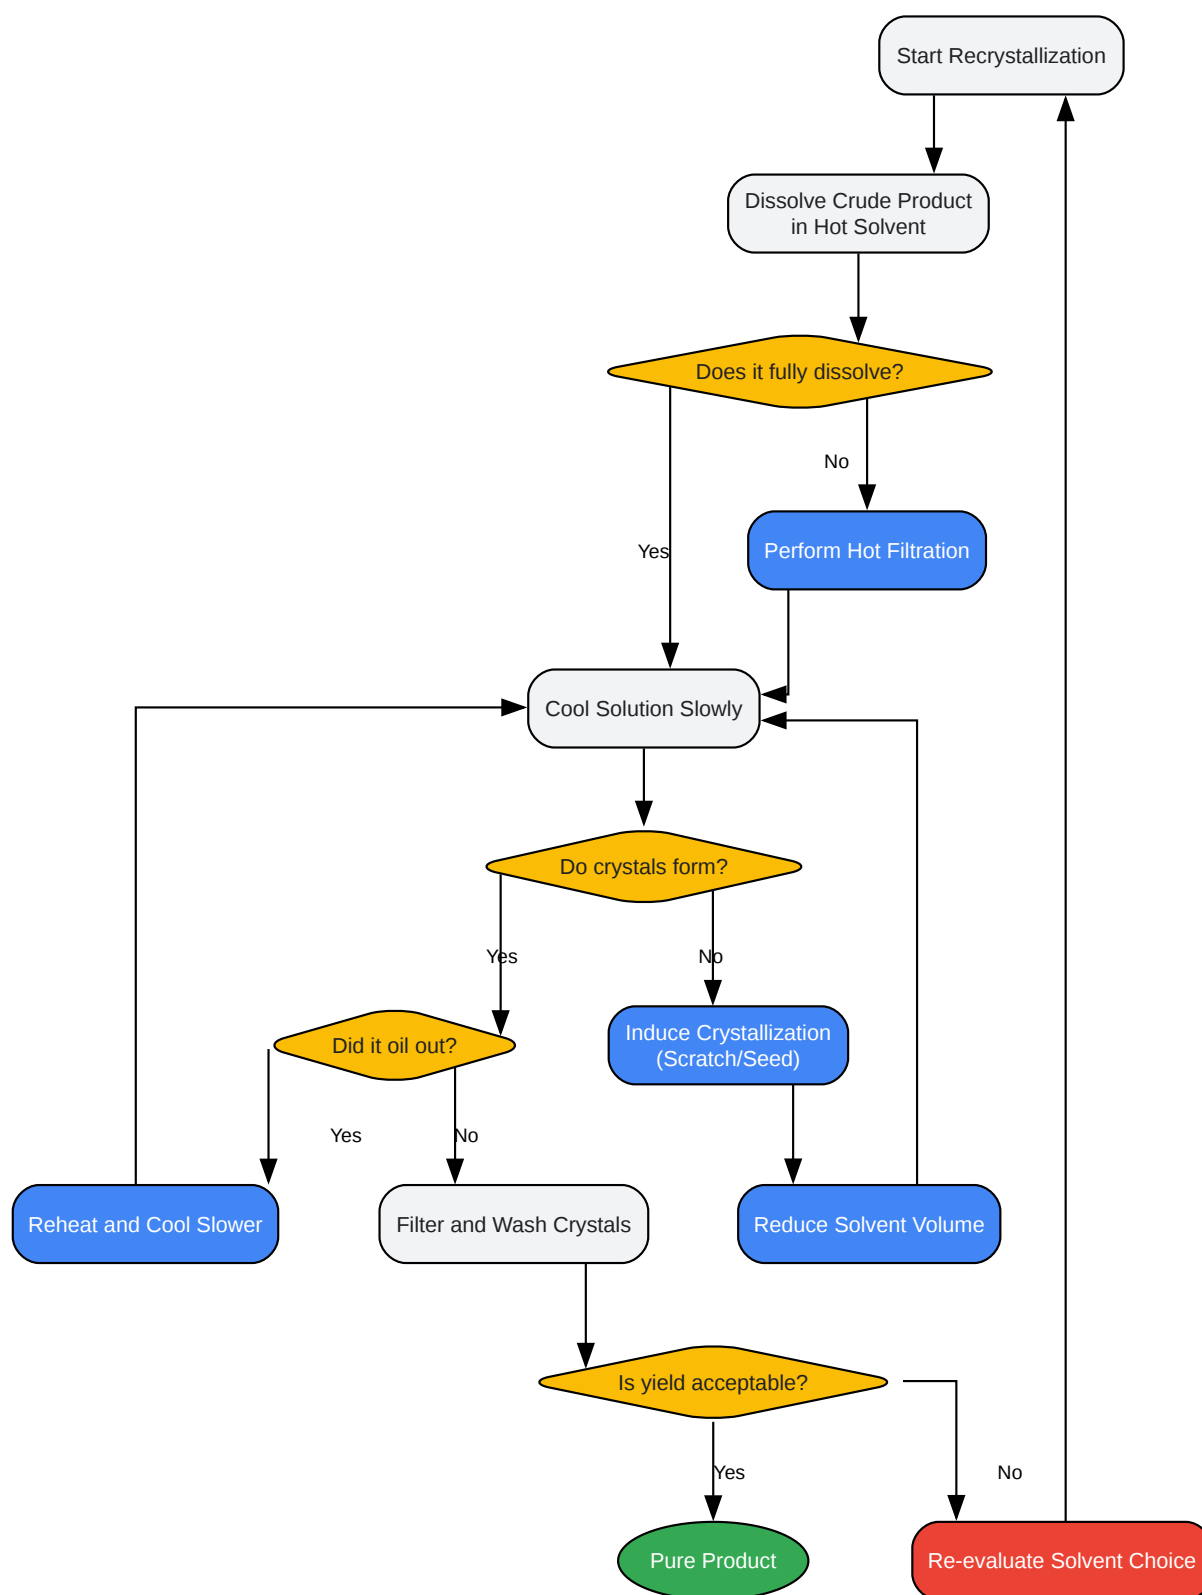 Start Recrystallization
Dissolve Crude Product
in Hot Solvent
Does it fully dissolve?
No
Yes
Perform Hot Filtration
Cool Solution Slowly
Do crystals form?
Yes
No
Induce Crystallization
(Scratch/Seed)
Did it oil out?
Yes
No
Reheat and Cool Slower
Filter and Wash Crystals
Reduce Solvent Volume
Is yield acceptable?
Yes
No
Pure Product
Re-evaluate Solvent Choice